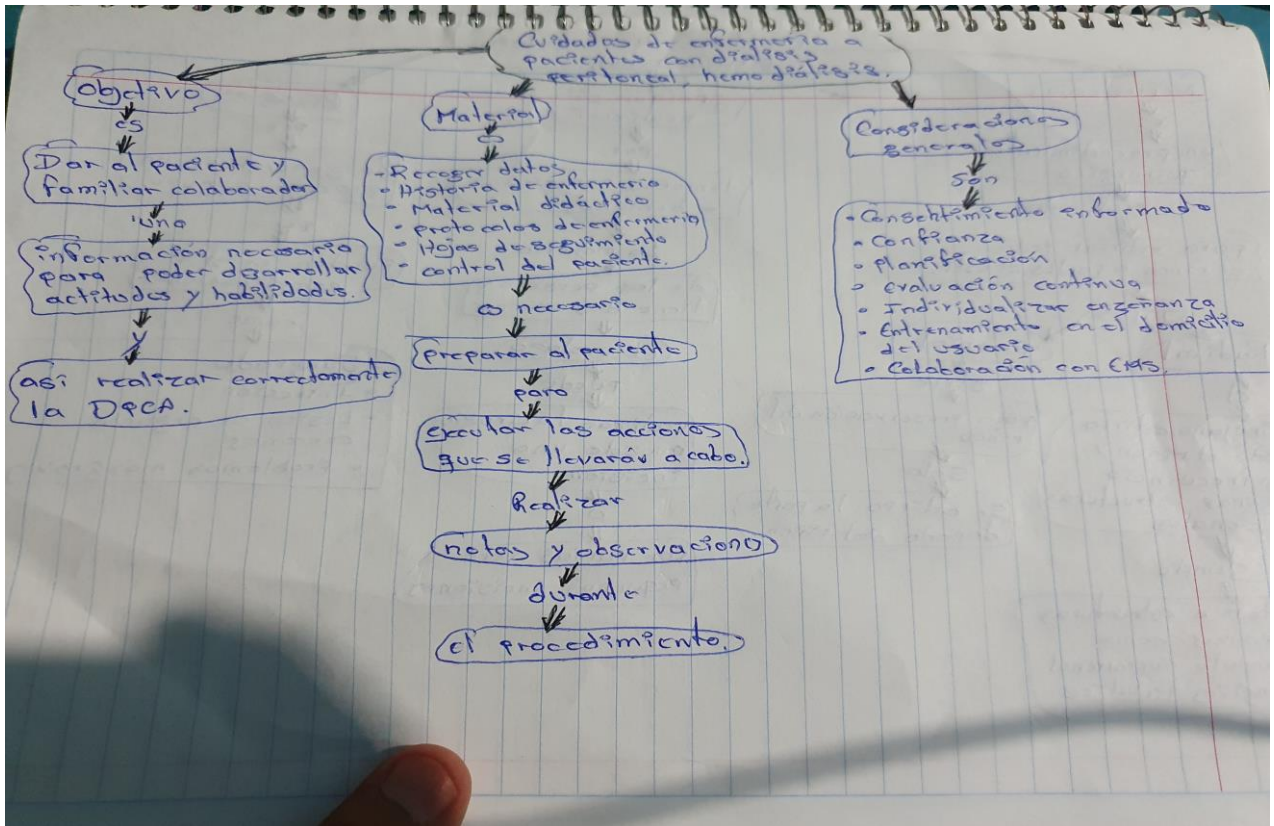 Cuidados de enfermería a
pacientes con diálisis
peritoneal, hemodiálisis.
Objetivo
es
Dar al paciente y
familiar colaborador
una
información necesaria
para poder desarrollar
actitudes y habilidades.
y
así realizar correctamente
la DPCA.
Material
es
- Recoger datos
- Historia de enfermería
- Material didáctico
- protocolos de enfermería
- Hojas de seguimiento
- control del paciente.
es necesario
preparar al paciente
para
ejecutar las acciones
que se llevarán a cabo.
Realizar
notas y observaciones
durante
el procedimiento.
Consideraciones
generales
Son
- Consentimiento informado
- Confianza
- Planificación
- evaluación continua
- Individualizar enseñanza
- Entrenamiento en el domicilio
del usuario
- Colaboración con